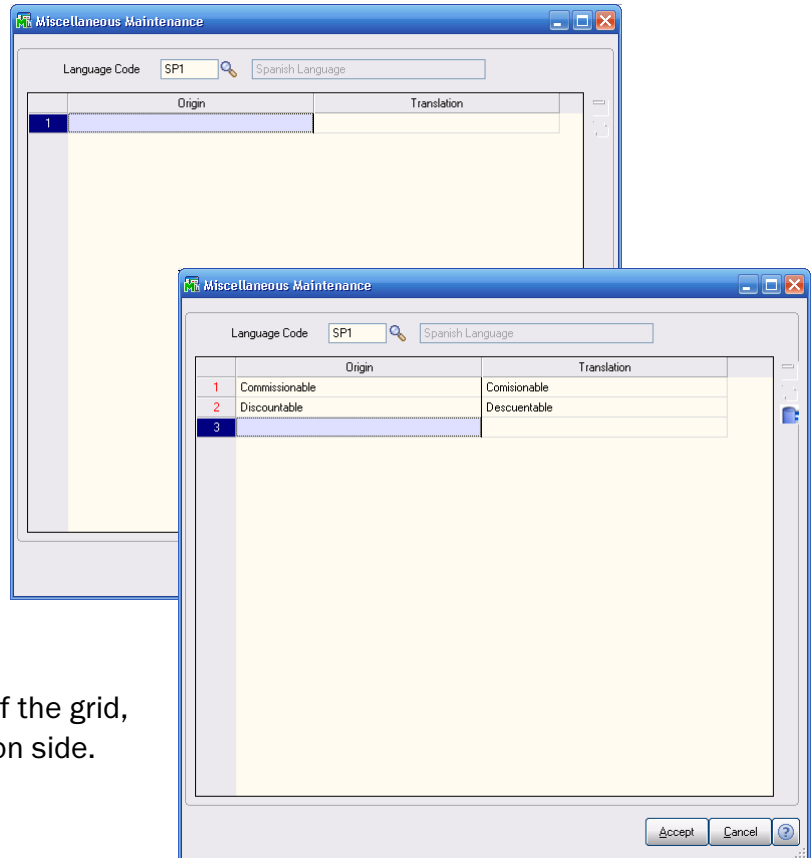 Miscellaneous Maintenance
Language Code SP1 Spanish Language
Origin Translation
1
Miscellaneous Maintenance
Language Code SP1 Spanish Language
Origin Translation
1 Commissionable Comisionable
2 Discountable Descuentable
3
f the grid,
on side.
Accept Cancel ?